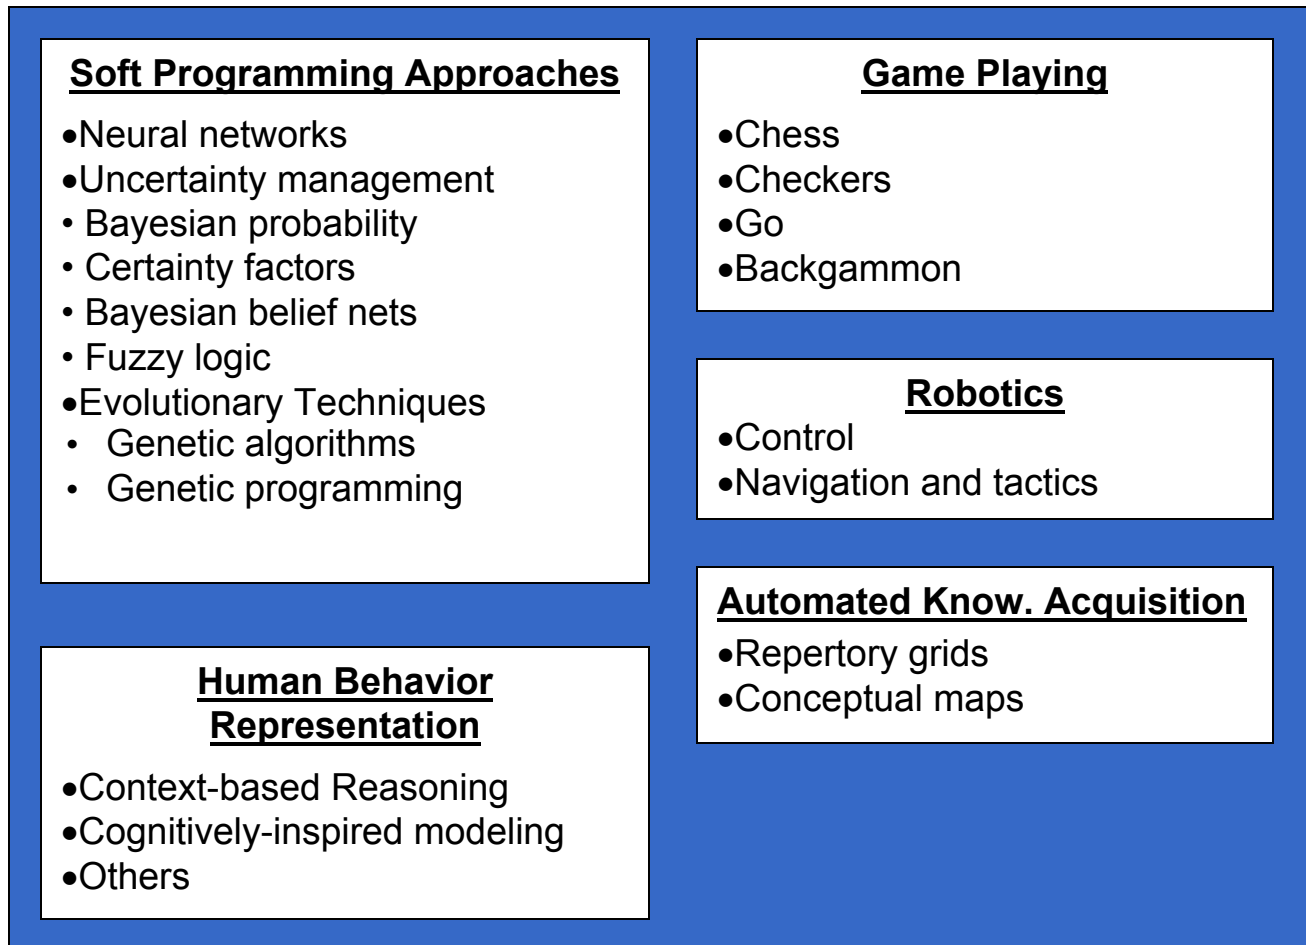 Soft Programming Approaches
•Neural networks
•Uncertainty management
• Bayesian probability
• Certainty factors
• Bayesian belief nets
• Fuzzy logic
•Evolutionary Techniques
• Genetic algorithms
• Genetic programming
Human Behavior
Representation
•Context-based Reasoning
•Cognitively-inspired modeling
•Others
Game Playing
•Chess
•Checkers
•Go
•Backgammon
Robotics
•Control
•Navigation and tactics
Automated Know. Acquisition
•Repertory grids
•Conceptual maps